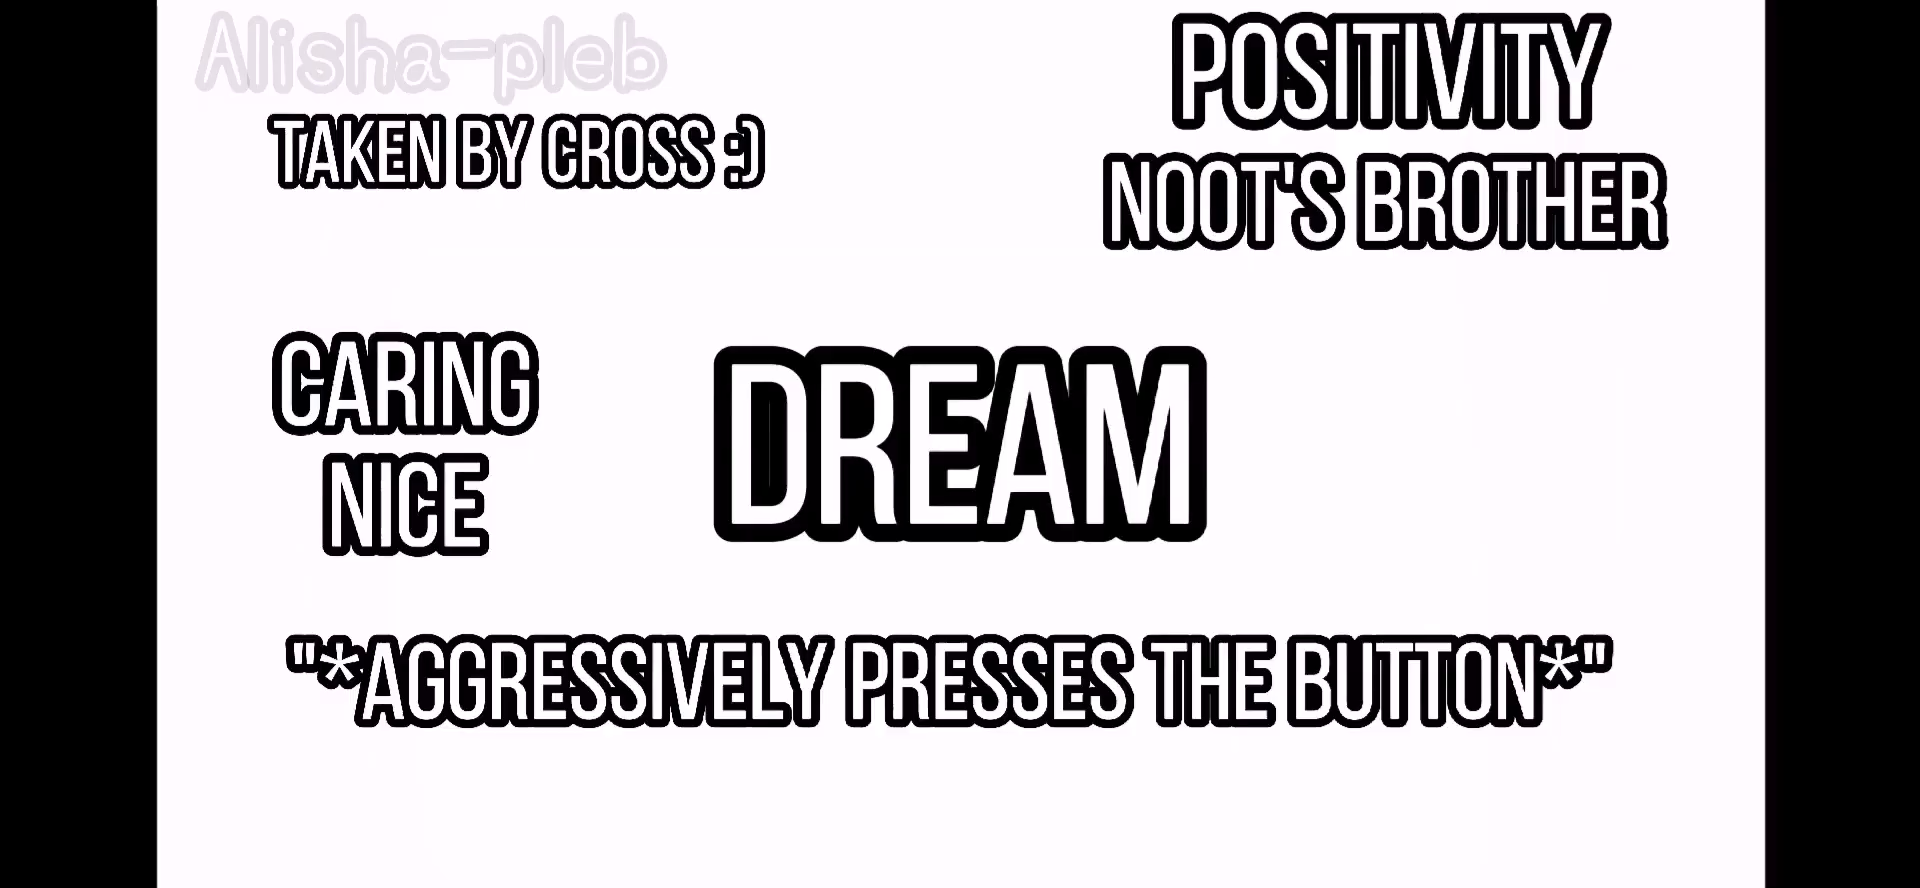 Alisha-pleb
TAKEN BY CROSS :)
POSITIVITY
NOOT'S BROTHER
CARING
NICE
DREAM
"*AGGRESSIVELY PRESSES THE BUTTON*"